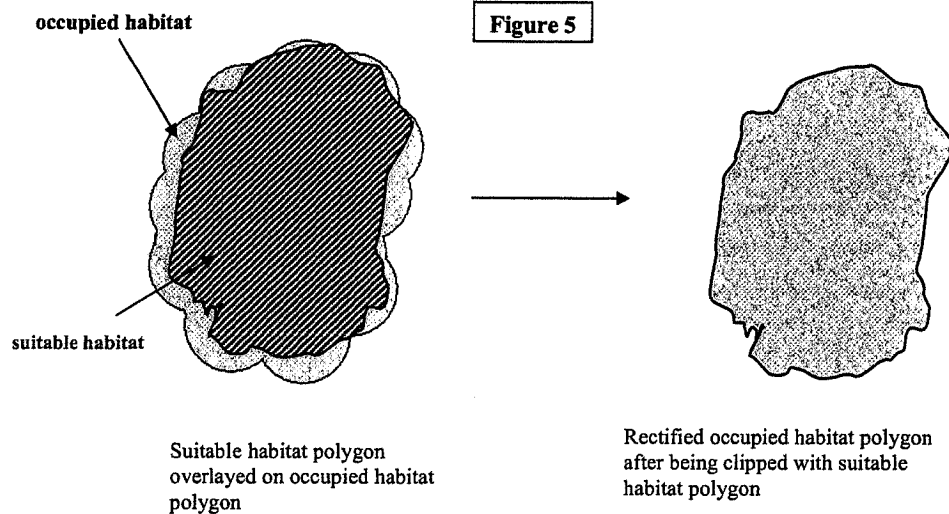 Figure 5
occupied habitat
suitable habitat
Suitable habitat polygon
overlayed on occupied habitat
polygon
Rectified occupied habitat polygon
after being clipped with suitable
habitat polygon